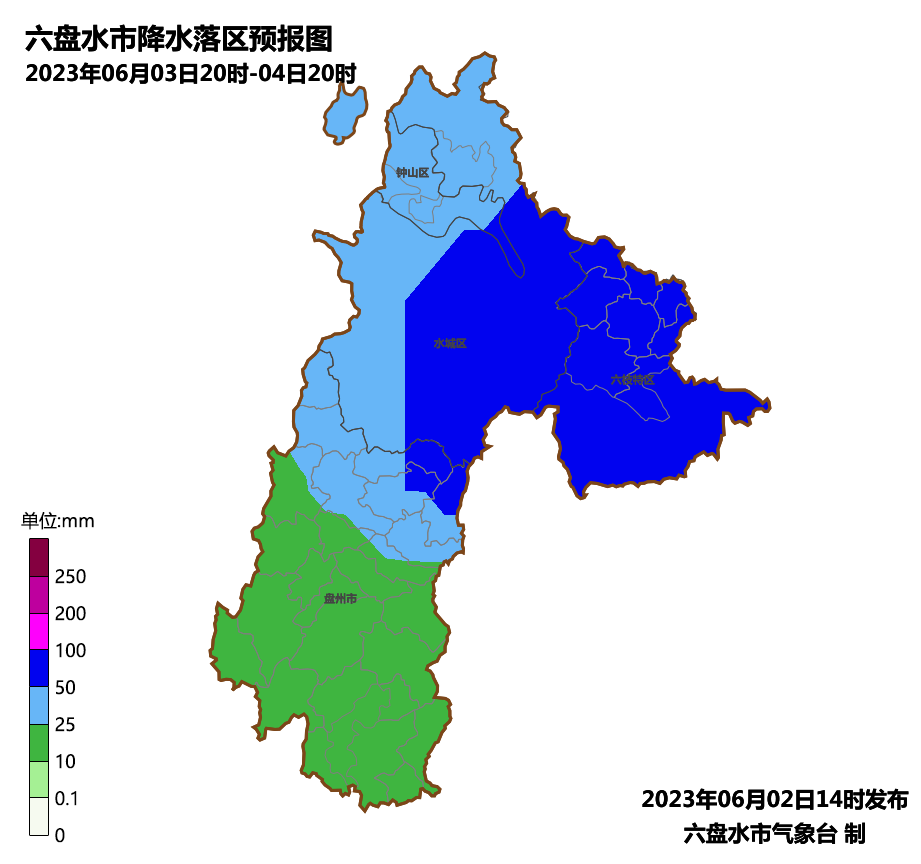 六盘水市降水落区预报图
2023年06月03日20时-04日20时
钟山区
水城区
六枝特区
盘州市
单位:mm
250
200
100
50
25
10
0.1
0
2023年06月02日14时发布
六盘水市气象台 制